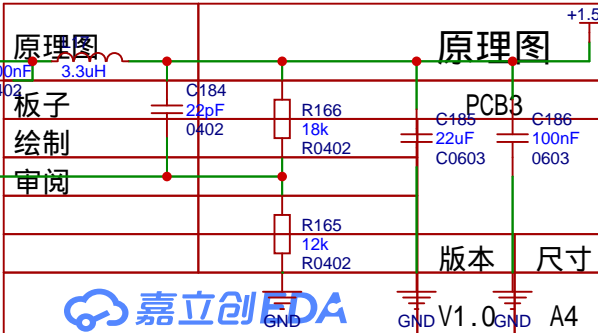 +1.5
原理图
原理图
00nF
3.3uH
0402
C184
22pF
0402
板子
PCB3
R166
18k
R0402
C185
22uF
C0603
C186
100nF
0603
绘制
审阅
R165
12k
R0402
版本
尺寸
嘉立创EDA
GND
GND
V1.0
GND
A4